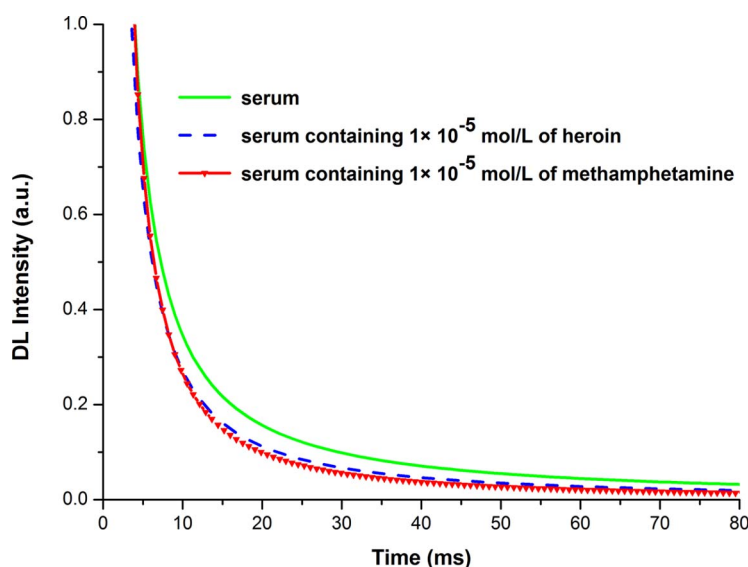 1.0
0.8
0.6
0.4
0.2
0.0
DL Intensity (a.u.)
serum
serum containing 1× 10⁻⁵ mol/L of heroin
serum containing 1× 10⁻⁵ mol/L of methamphetamine
0 10 20 30 40 50 60 70 80
Time (ms)